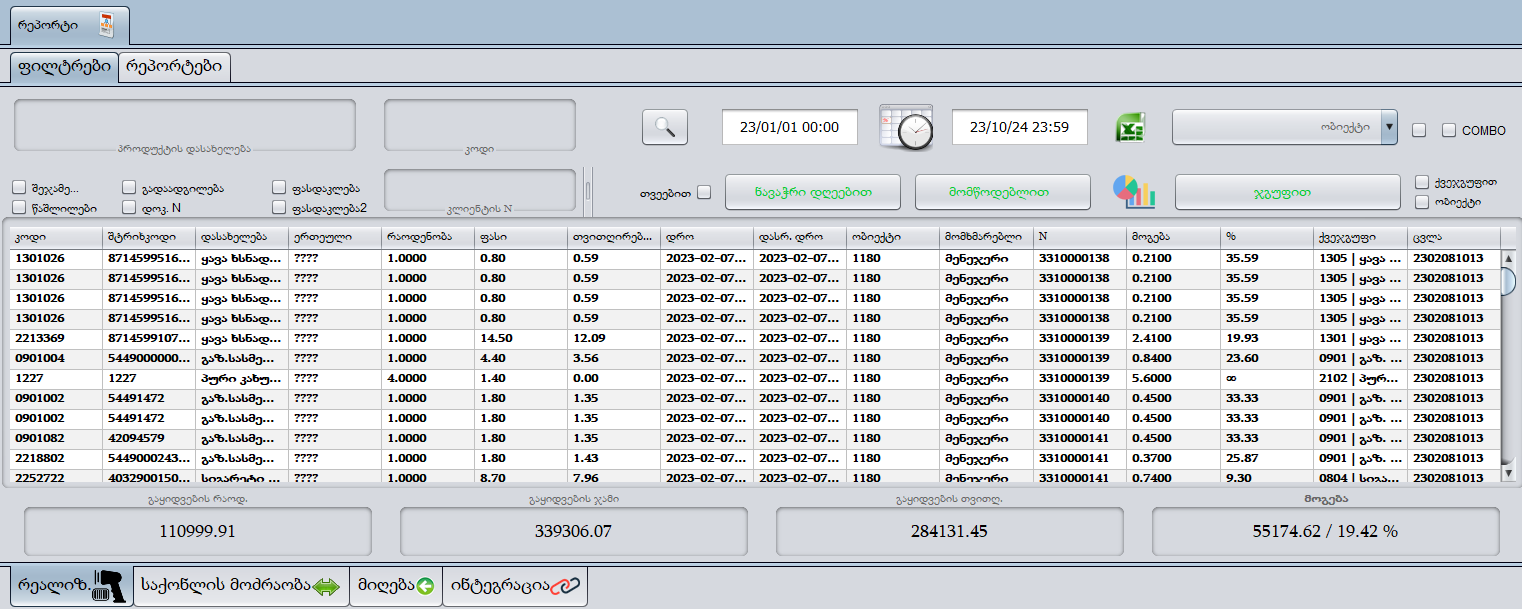 რეპორტი
ფილტრები რეპორტები
23/01/01 00:00 23/10/24 23:59 ობიექტი COMBO
პროდუქტის დასახელება კოდი
შეჯამე... გადაადგილება ფასდაკლება თვეებით ნავაჭრი დღეებით მომწოდებლით ჯგუფით ქვეჯგუფით
წაშლილები დოკ. N ფასდაკლება2 კლიენტის N ობიექტი
კოდი შტრიხკოდი დასახელება ერთეული რაოდენობა ფასი თვითღირებ... დრო დასრ. დრო ობიექტი მომხმარებლი N მოგება % ქვეჯგუფი ცვლა
1301026 8714599516... ყავა ხსნად... ???? 1.0000 0.80 0.59 2023-02-07... 2023-02-07... 1180 მენეჯერი 3310000138 0.2100 35.59 1305 | ყავა ... 2302081013
1301026 8714599516... ყავა ხსნად... ???? 1.0000 0.80 0.59 2023-02-07... 2023-02-07... 1180 მენეჯერი 3310000138 0.2100 35.59 1305 | ყავა ... 2302081013
1301026 8714599516... ყავა ხსნად... ???? 1.0000 0.80 0.59 2023-02-07... 2023-02-07... 1180 მენეჯერი 3310000138 0.2100 35.59 1305 | ყავა ... 2302081013
1301026 8714599516... ყავა ხსნად... ???? 1.0000 0.80 0.59 2023-02-07... 2023-02-07... 1180 მენეჯერი 3310000138 0.2100 35.59 1305 | ყავა ... 2302081013
2213369 8714599107... ყავა ხსნად... ???? 1.0000 14.50 12.09 2023-02-07... 2023-02-07... 1180 მენეჯერი 3310000139 2.4100 19.93 1301 | ყავა ... 2302081013
0901004 5449000000... გაზ.სასმე... ???? 1.0000 4.40 3.56 2023-02-07... 2023-02-07... 1180 მენეჯერი 3310000139 0.8400 23.60 0901 | გაზ. ... 2302081013
1227 1227 პური კახუ... ???? 4.0000 1.40 0.00 2023-02-07... 2023-02-07... 1180 მენეჯერი 3310000139 5.6000 ∞ 2102 | პურ... 2302081013
0901002 54491472 გაზ.სასმე... ???? 1.0000 1.80 1.35 2023-02-07... 2023-02-07... 1180 მენეჯერი 3310000140 0.4500 33.33 0901 | გაზ. ... 2302081013
0901002 54491472 გაზ.სასმე... ???? 1.0000 1.80 1.35 2023-02-07... 2023-02-07... 1180 მენეჯერი 3310000140 0.4500 33.33 0901 | გაზ. ... 2302081013
0901082 42094579 გაზ.სასმე... ???? 1.0000 1.80 1.35 2023-02-07... 2023-02-07... 1180 მენეჯერი 3310000141 0.4500 33.33 0901 | გაზ. ... 2302081013
2218802 5449000243... გაზ.სასმე... ???? 1.0000 1.80 1.43 2023-02-07... 2023-02-07... 1180 მენეჯერი 3310000141 0.3700 25.87 0901 | გაზ. ... 2302081013
2252722 4032900150... სიგარეტი ... ???? 1.0000 8.70 7.96 2023-02-07... 2023-02-07... 1180 მენეჯერი 3310000141 0.7400 9.30 0804 | სიგა... 2302081013
გაყიდვების რაოდ. გაყიდვების ჯამი გაყიდვების თვითღ. მოგება
110999.91 339306.07 284131.45 55174.62 / 19.42 %
რეალიზ. საქონლის მოძრაობა მიღება ინტეგრაცია